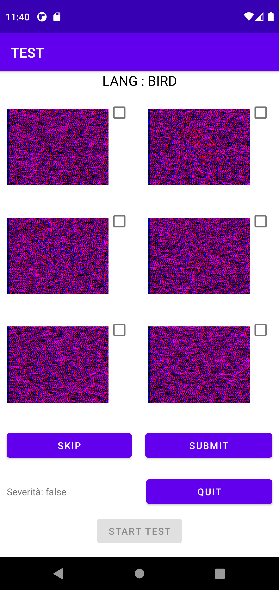 11:40
TEST
LANG : BIRD
SKIP
SUBMIT
Severità: false
QUIT
START TEST